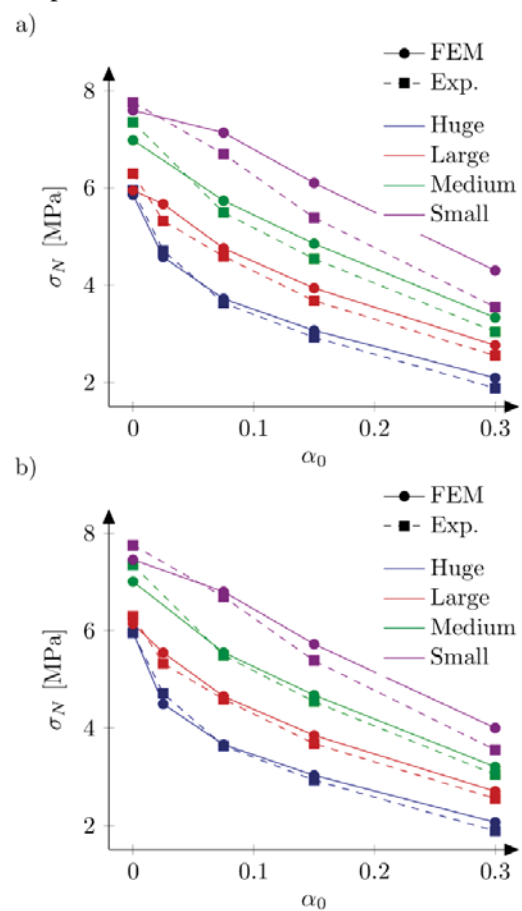 a)
FEM
Exp.
8
Huge
Large
6
Medium
Small
σ_N [MPa]
4
2
0 0.1 0.2 0.3
α_0
b)
FEM
Exp.
8
Huge
Large
6
Medium
Small
σ_N [MPa]
4
2
0 0.1 0.2 0.3
α_0